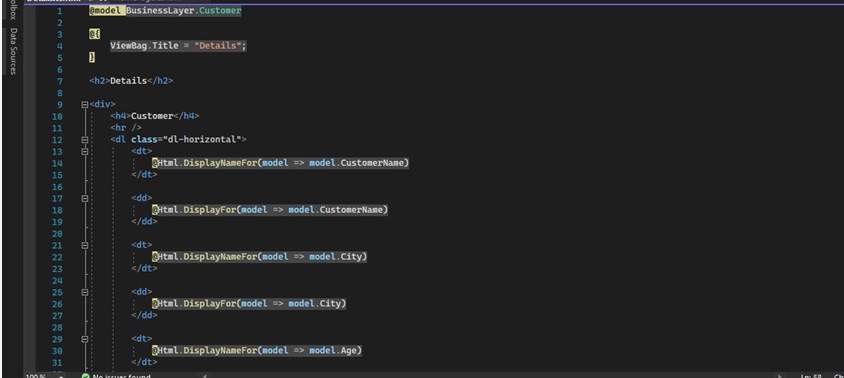 Data Sources
1 @model BusinessLayer.Customer
2
3 @{
4 ViewBag.Title = "Details";
5 }
6
7 <h2>Details</h2>
8
9 <div>
10 <h4>Customer</h4>
11 <hr />
12 <dl class="dl-horizontal">
13 <dt>
14 @Html.DisplayNameFor(model => model.CustomerName)
15 </dt>
16
17 <dd>
18 @Html.DisplayFor(model => model.CustomerName)
19 </dd>
20
21 <dt>
22 @Html.DisplayNameFor(model => model.City)
23 </dt>
24
25 <dd>
26 @Html.DisplayFor(model => model.City)
27 </dd>
28
29 <dt>
30 @Html.DisplayNameFor(model => model.Age)
31 </dt>
100% No issues found Ln: 58